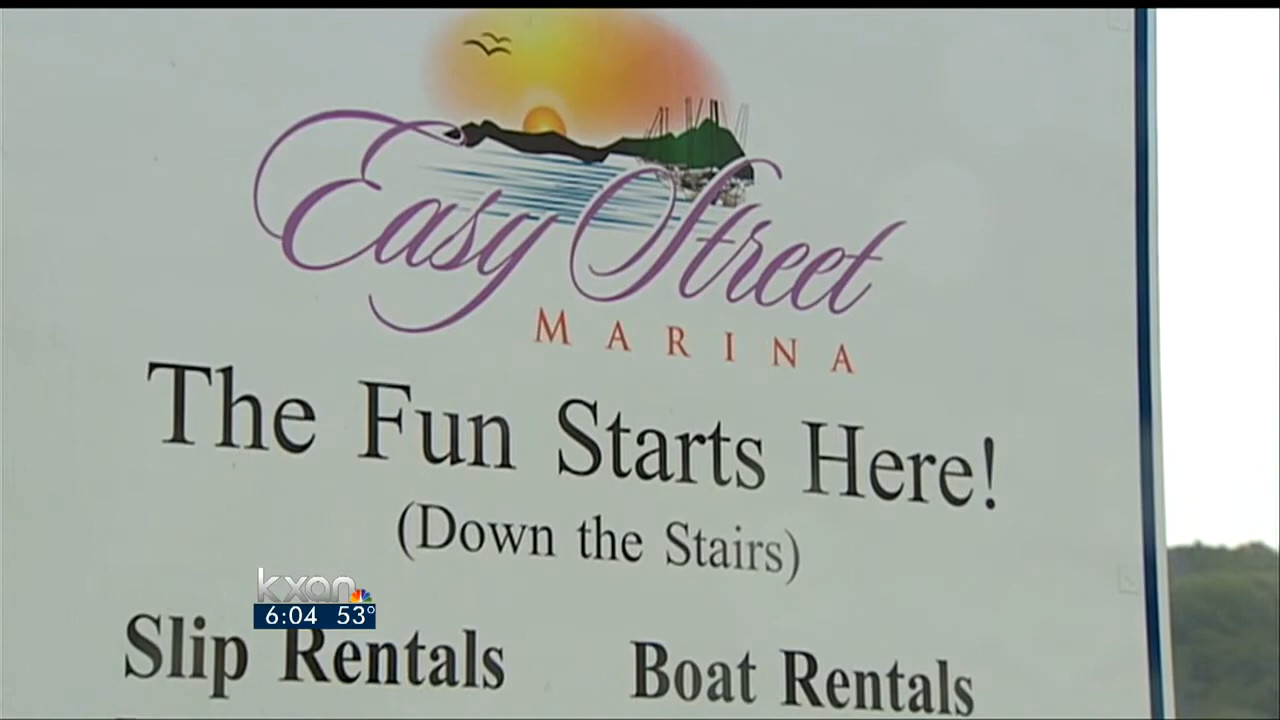 Easy Street
MARINA
The Fun Starts Here!
(Down the Stairs)
kxan
6:04 53°
Slip Rentals
Boat Rentals